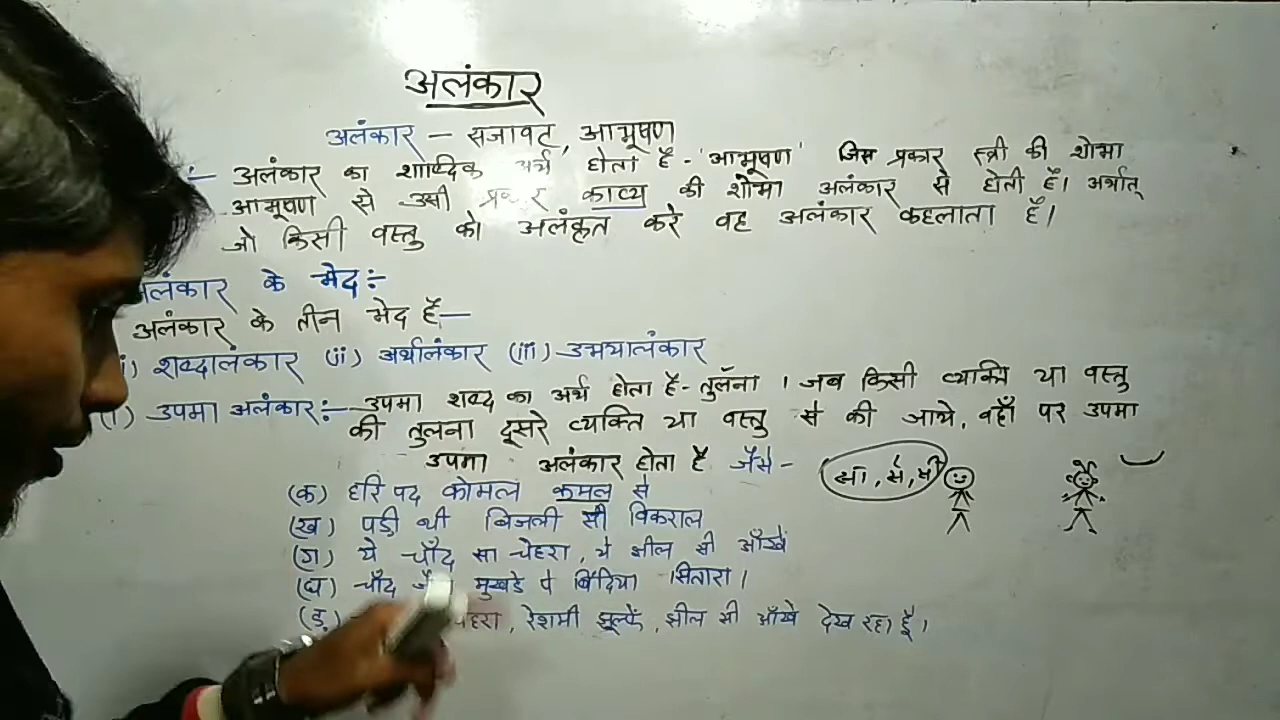 अलंकार
अलंकार – सजावट, आभूषण
:– अलंकार का शाब्दिक अर्थ होता है - 'आभूषण' जिस प्रकार स्त्री की शोभा
आभूषण से उसी प्रकार काव्य की शोभा अलंकार से होती है। अर्थात्
जो किसी वस्तु को अलंकृत करे वह अलंकार कहलाता है।
अलंकार के भेद :-
अलंकार के तीन भेद हैं—
i) शब्दालंकार (ii) अर्थालंकार (iii) उभयालंकार
(i) उपमा अलंकार:- उपमा शब्द का अर्थ होता है- तुलना । जब किसी व्यक्ति या वस्तु
की तुलना दूसरे व्यक्ति या वस्तु से की जाये, वहाँ पर उपमा
उपमा अलंकार होता है जैसे -
सा, से, सी
(क) हरि पद कोमल कमल से
(ख) पड़ी थी बिजली सी विकराल
(ग) ये चाँद सा चेहरा, ये झील सी आँखें
(घ) चाँद मुखड़े पे बिंदिया सितारा।
(ड़) चेहरा, रेशमी झूल्फें, झील सी आँखे देख रहा हूँ।